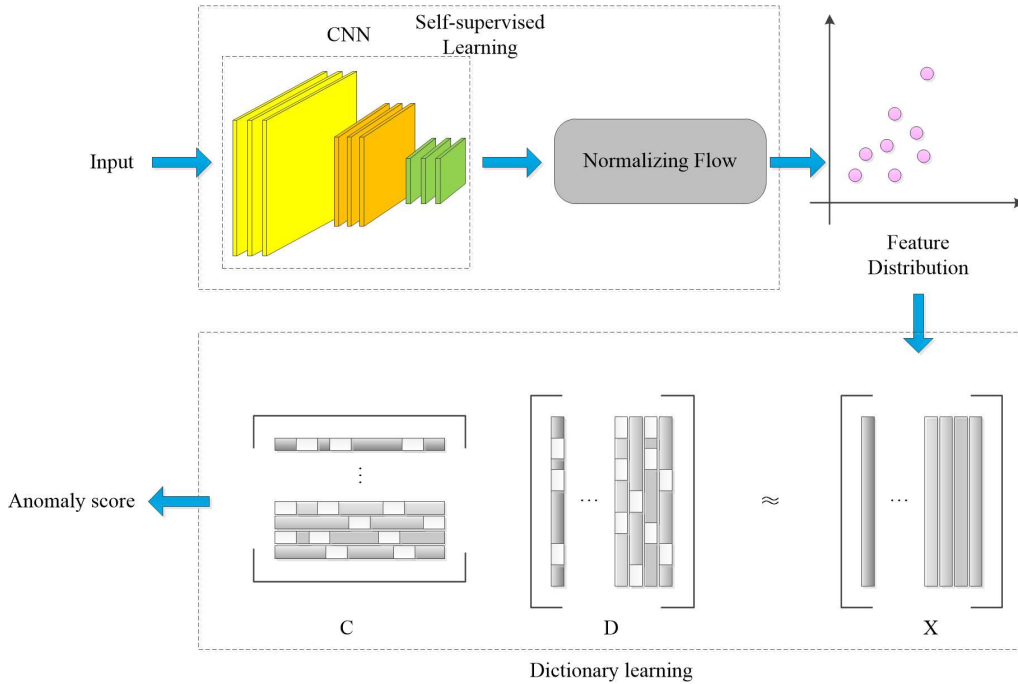 CNN
Self-supervised
Learning
Input
Normalizing Flow
Feature
Distribution
Anomaly score
⋮
...
≈
...
C
D
X
Dictionary learning